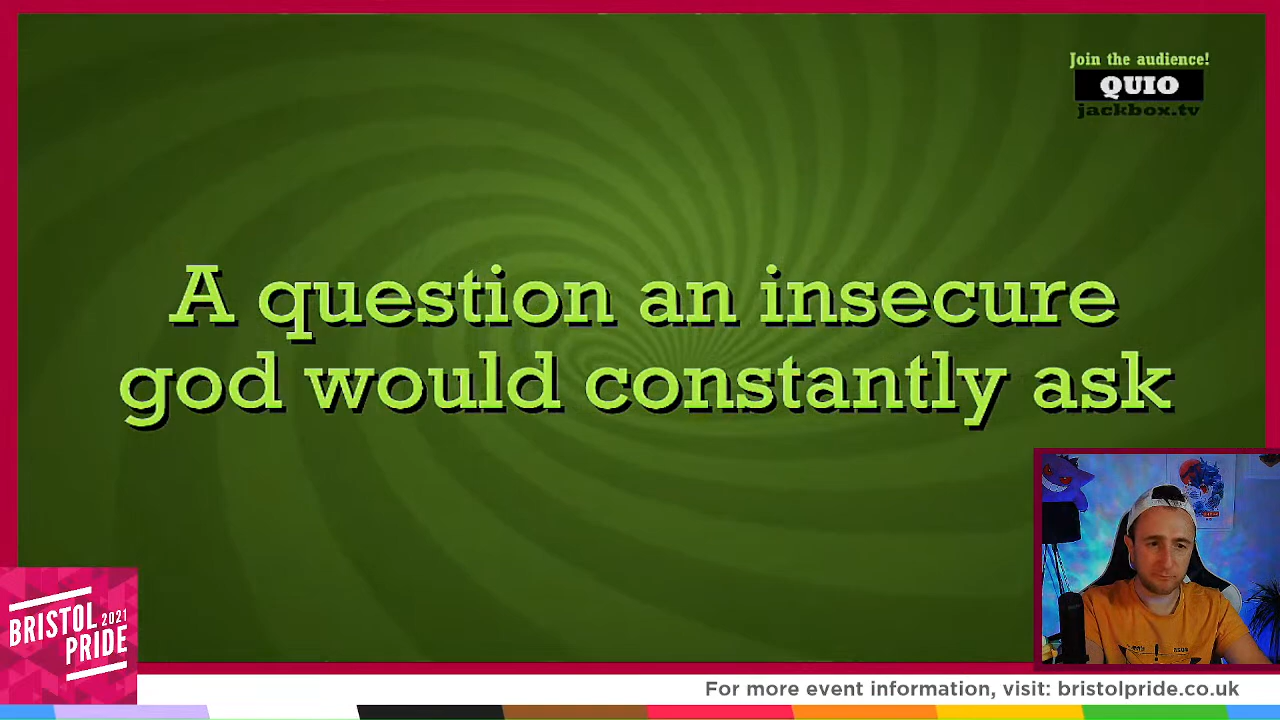 Join the audience!
QUIO
jackbox.tv
A question an insecure
god would constantly ask
BRISTOL 2021
PRIDE
For more event information, visit: bristolpride.co.uk